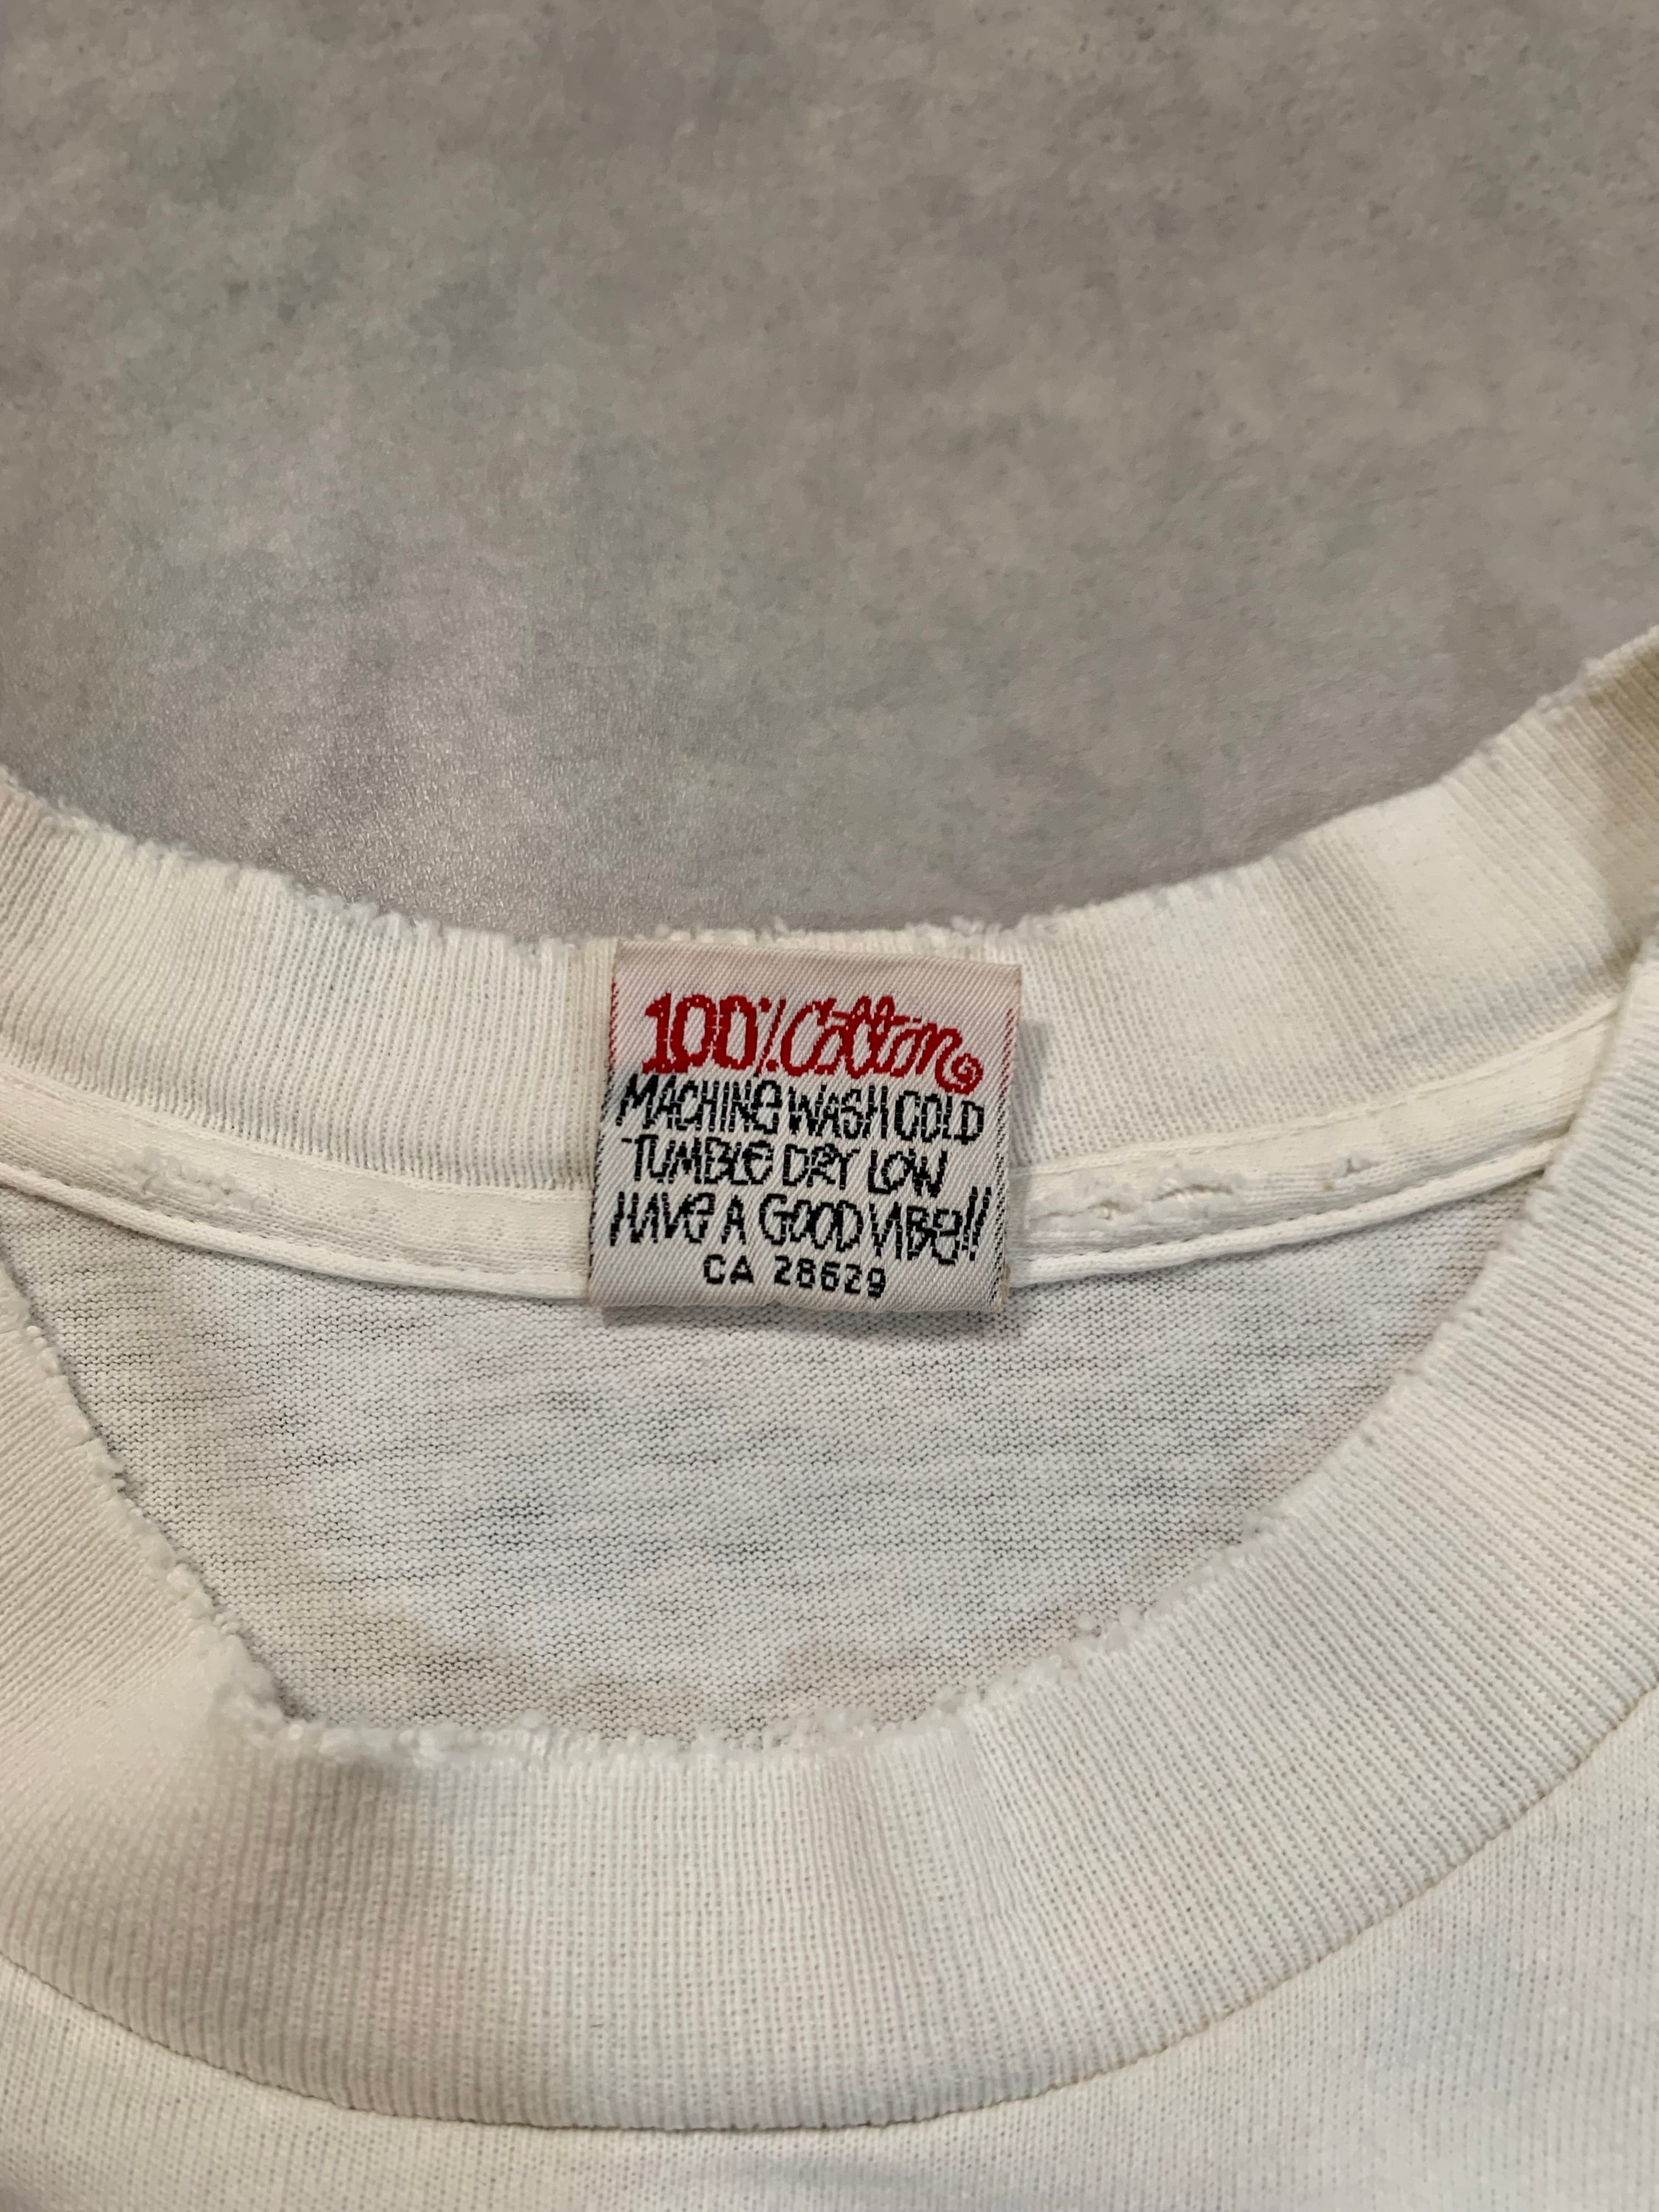 100% Cotton
MACHINE WASH COLD
TUMBLE DRY LOW
HAVE A GOOD VIBE!!
CA 28629